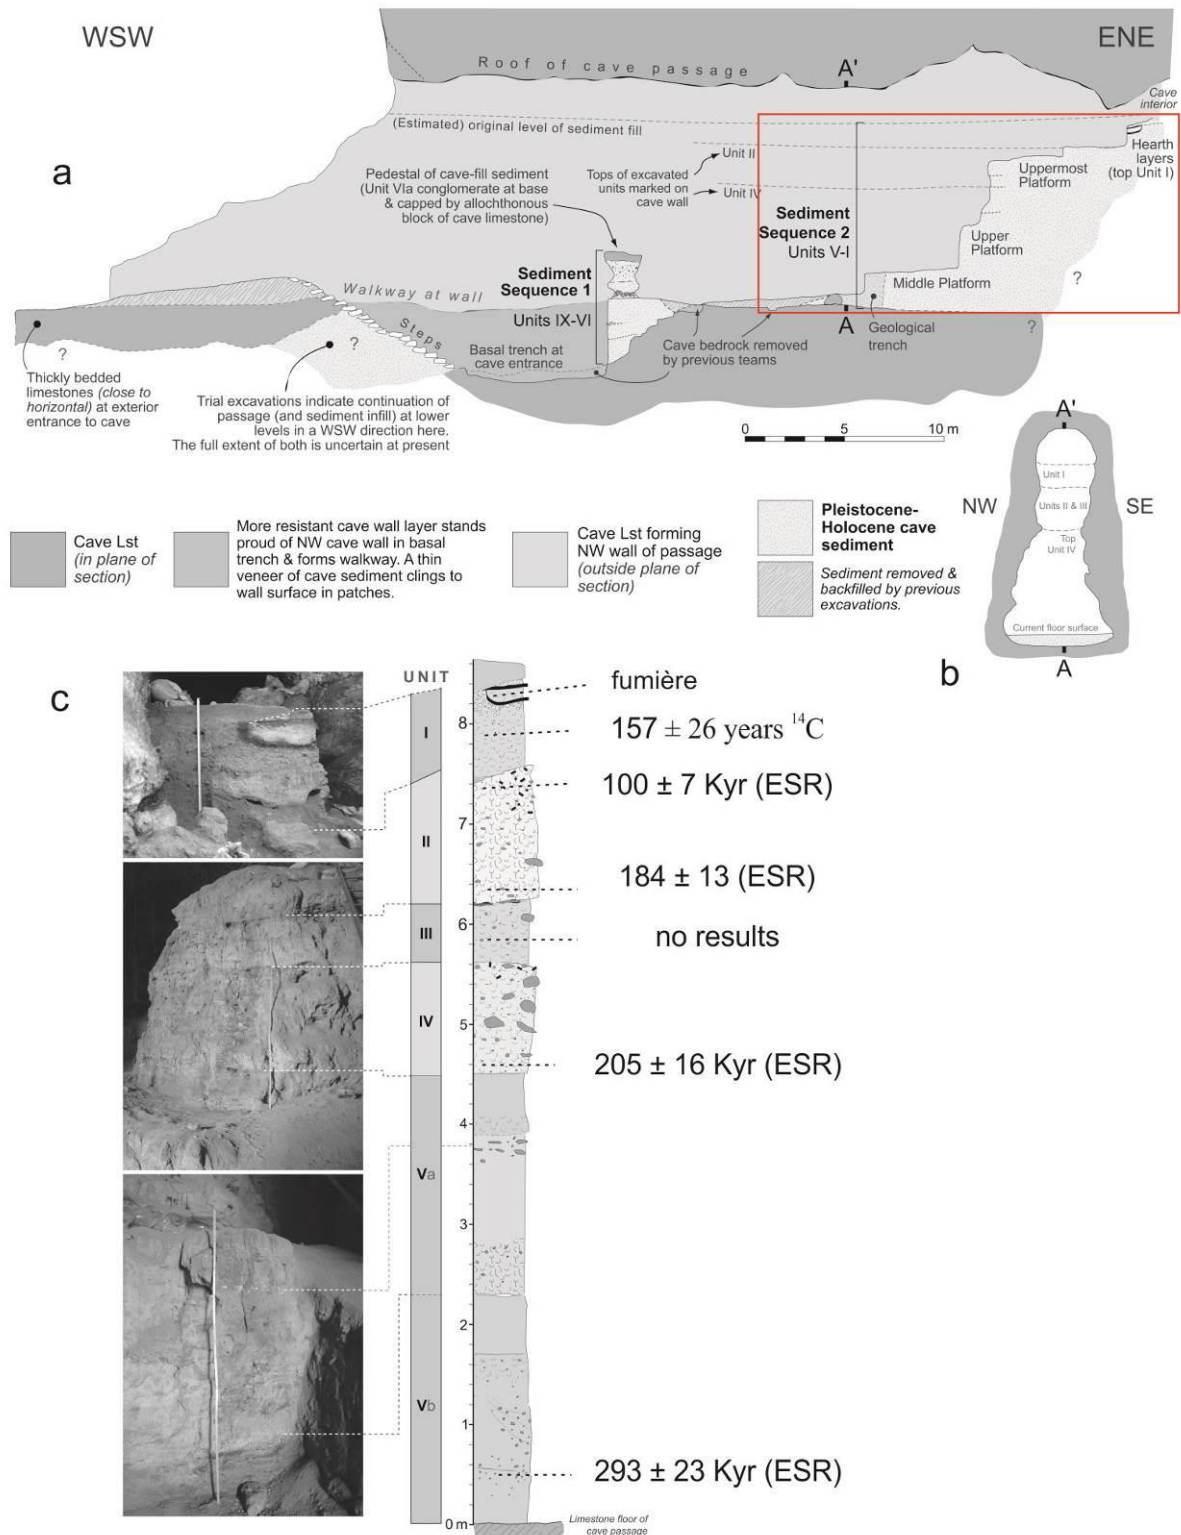 WSW
ENE
Roof of cave passage
A'
Cave
interior
(Estimated) original level of sediment fill
a
Pedestal of cave-fill sediment
(Unit VIa conglomerate at base
& capped by allochthonous
block of cave limestone)
Unit II
Tops of excavated
units marked on
cave wall
Unit IV
Hearth
layers
(top Unit I)
Uppermost
Platform
Sediment
Sequence 2
Units V-I
Upper
Platform
Sediment
Sequence 1
Units IX-VI
Middle Platform
?
Walkway at wall
Steps
A
Geological
trench
?
?
?
Basal trench at
cave entrance
Cave bedrock removed
by previous teams
Thickly bedded
limestones (close to
horizontal) at exterior
entrance to cave
Trial excavations indicate continuation of
passage (and sediment infill) at lower
levels in a WSW direction here.
The full extent of both is uncertain at present
0 5 10 m
A'
NW
SE
Unit I
Units II & III
Top
Unit IV
Current floor surface
A
b
Cave Lst
(in plane of
section)
More resistant cave wall layer stands
proud of NW cave wall in basal
trench & forms walkway. A thin
veneer of cave sediment clings to
wall surface in patches.
Cave Lst forming
NW wall of passage
(outside plane of
section)
Pleistocene-
Holocene cave
sediment
Sediment removed &
backfilled by previous
excavations.
c
UNIT
I
II
III
IV
Va
Vb
8
7
6
5
4
3
2
1
0 m
fumière
157 ± 26 years ¹⁴C
100 ± 7 Kyr (ESR)
184 ± 13 (ESR)
no results
205 ± 16 Kyr (ESR)
293 ± 23 Kyr (ESR)
Limestone floor of
cave passage